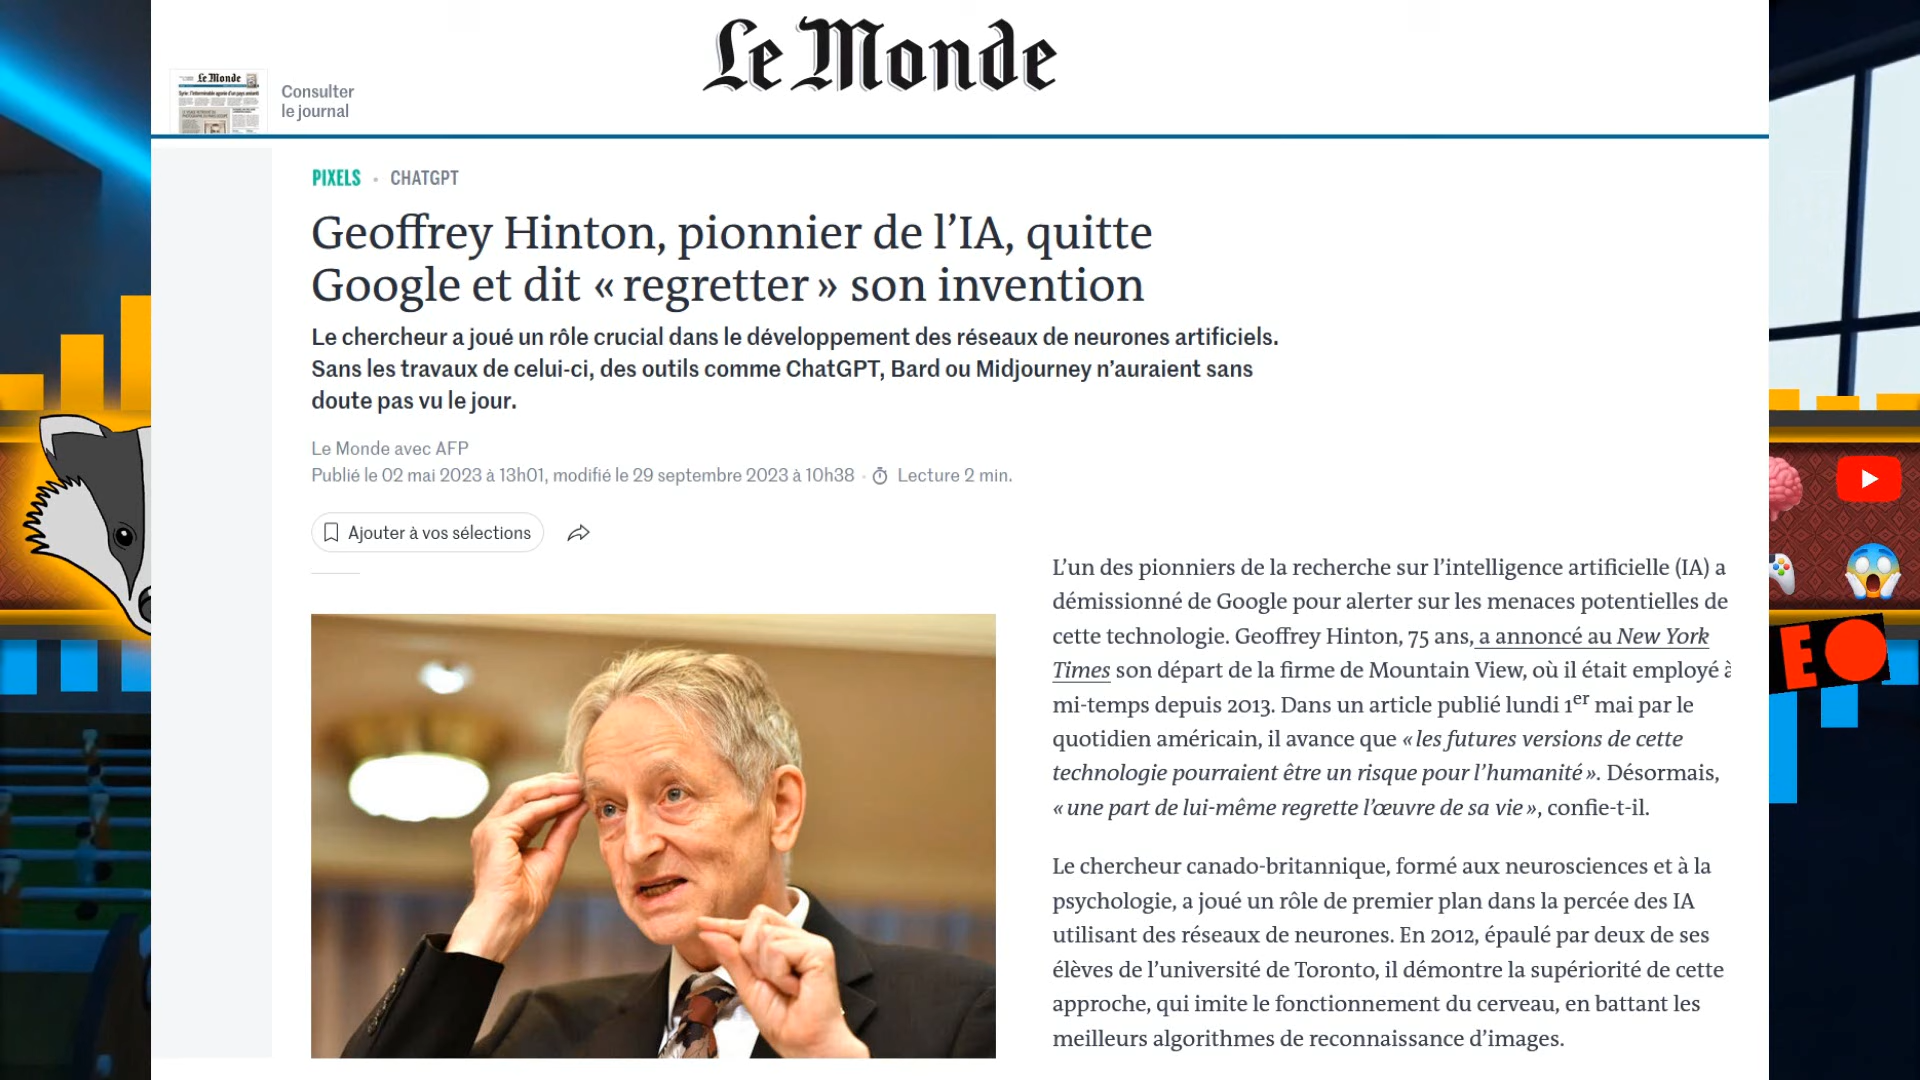 Le Monde
Le Monde
Consulter
le journal
PIXELS • CHATGPT
Geoffrey Hinton, pionnier de l’IA, quitte
Google et dit « regretter » son invention
Le chercheur a joué un rôle crucial dans le développement des réseaux de neurones artificiels.
Sans les travaux de celui-ci, des outils comme ChatGPT, Bard ou Midjourney n’auraient sans
doute pas vu le jour.
Le Monde avec AFP
Publié le 02 mai 2023 à 13h01, modifié le 29 septembre 2023 à 10h38 · Lecture 2 min.
Ajouter à vos sélections
L’un des pionniers de la recherche sur l’intelligence artificielle (IA) a
démissionné de Google pour alerter sur les menaces potentielles de
cette technologie. Geoffrey Hinton, 75 ans, a annoncé au New York
Times son départ de la firme de Mountain View, où il était employé à
mi-temps depuis 2013. Dans un article publié lundi 1er mai par le
quotidien américain, il avance que « les futures versions de cette
technologie pourraient être un risque pour l’humanité ». Désormais,
« une part de lui-même regrette l’œuvre de sa vie », confie-t-il.
Le chercheur canado-britannique, formé aux neurosciences et à la
psychologie, a joué un rôle de premier plan dans la percée des IA
utilisant des réseaux de neurones. En 2012, épaulé par deux de ses
élèves de l’université de Toronto, il démontre la supériorité de cette
approche, qui imite le fonctionnement du cerveau, en battant les
meilleurs algorithmes de reconnaissance d’images.
E